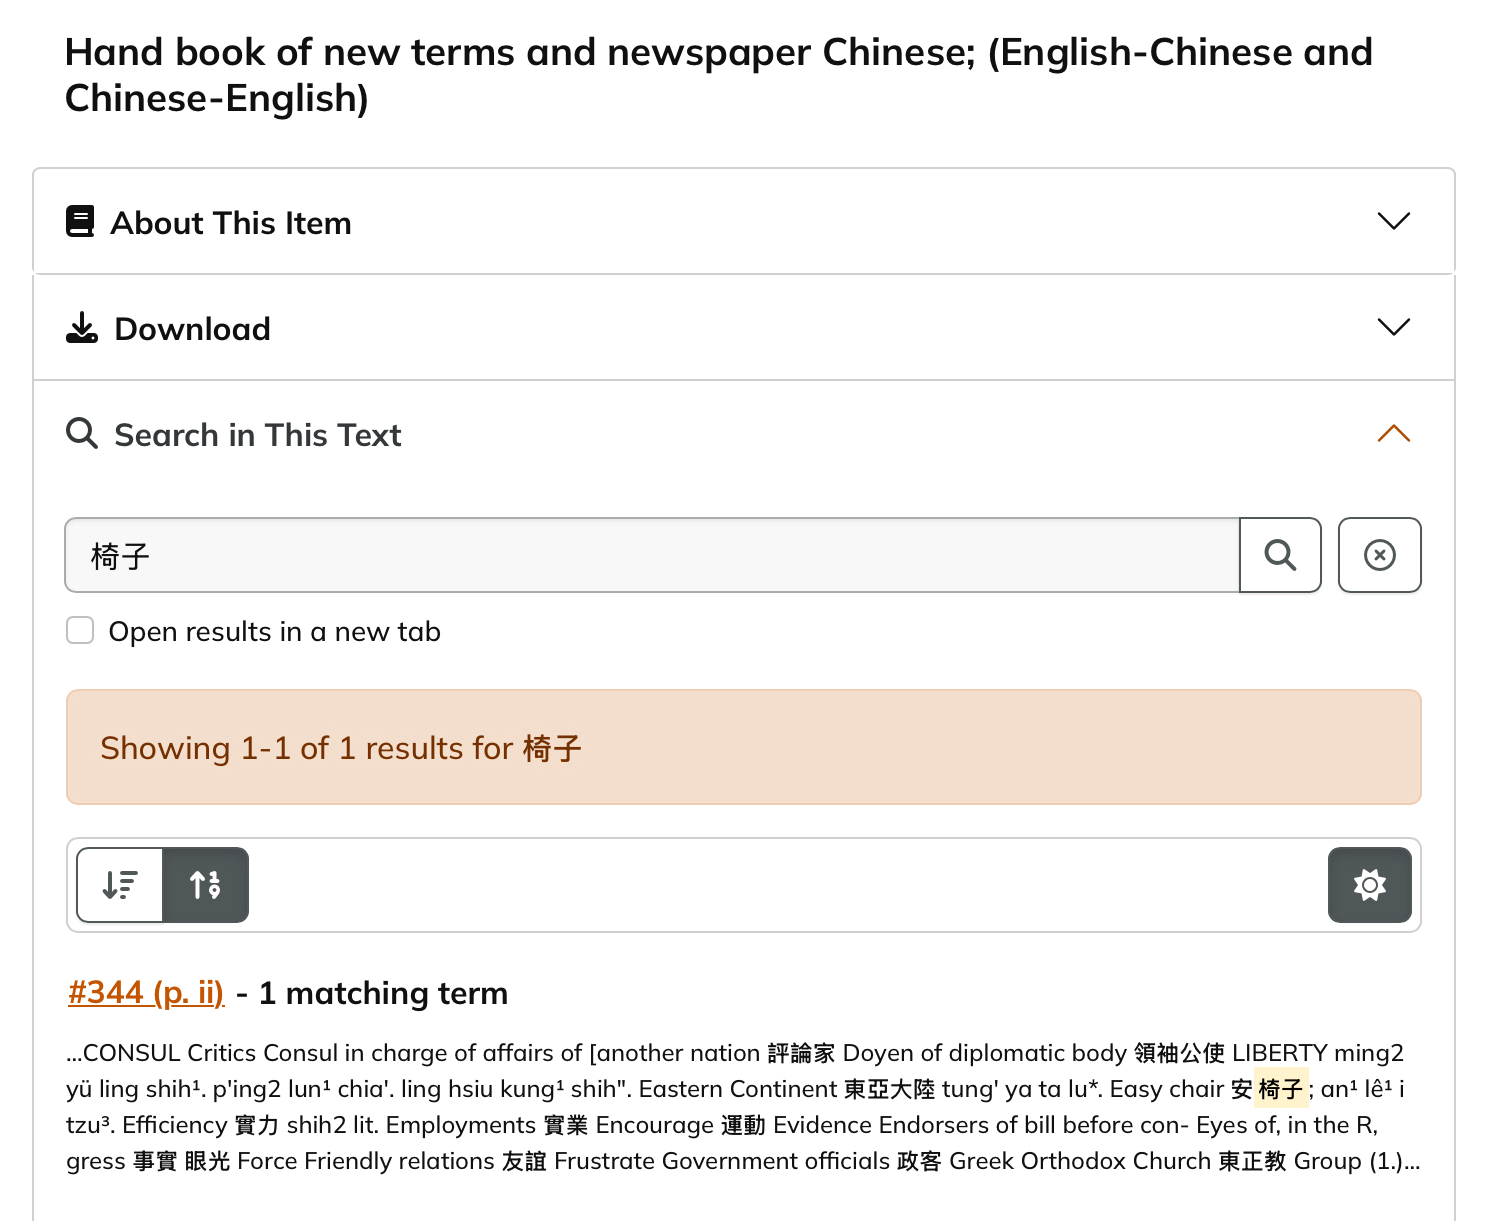 Hand book of new terms and newspaper Chinese; (English-Chinese and
Chinese-English)
About This Item
Download
Search in This Text
椅子
Open results in a new tab
Showing 1-1 of 1 results for 椅子
#344 (p. ii) - 1 matching term
...CONSUL Critics Consul in charge of affairs of [another nation 評論家 Doyen of diplomatic body 領袖公使 LIBERTY ming2
yü ling shih¹. p'ing2 lun¹ chia'. ling hsiu kung¹ shih". Eastern Continent 東亞大陸 tung' ya ta lu*. Easy chair 安 椅子 ; an¹ lê¹ i
tzu³. Efficiency 實力 shih2 lit. Employments 實業 Encourage 運動 Evidence Endorsers of bill before con- Eyes of, in the R,
gress 事實 眼光 Force Friendly relations 友誼 Frustrate Government officials 政客 Greek Orthodox Church 東正教 Group (1.)...